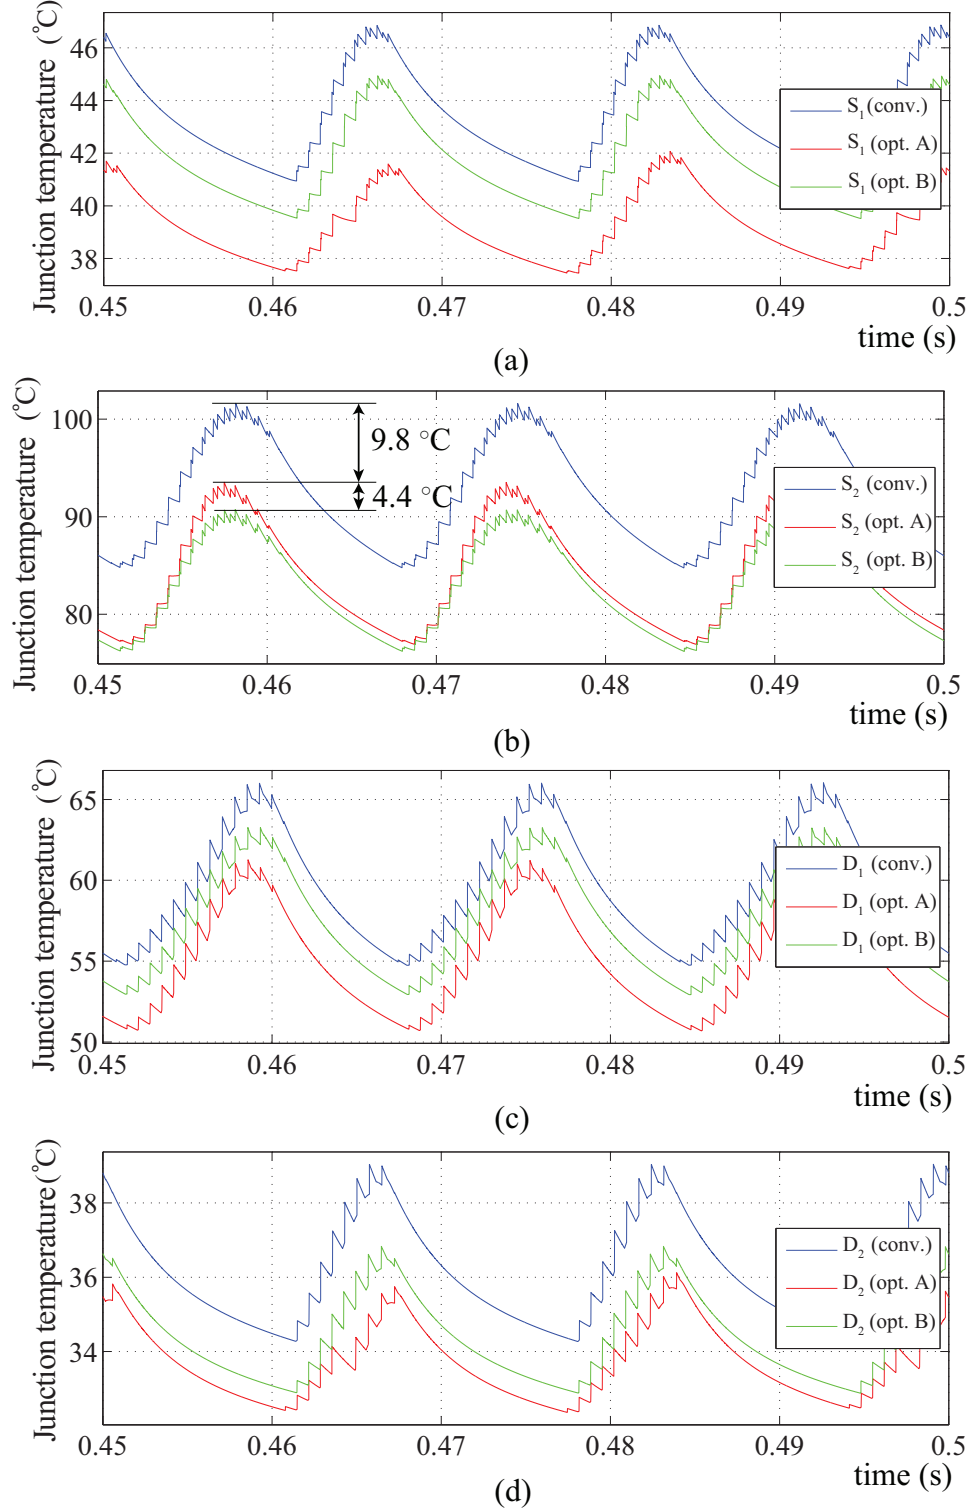 Junction temperature (℃)
46
44
42
40
38
S1 (conv.)
S1 (opt. A)
S1 (opt. B)
0.45 0.46 0.47 0.48 0.49 0.5
time (s)
(a)
Junction temperature (℃)
100
90
80
9.8 °C
4.4 °C
S2 (conv.)
S2 (opt. A)
S2 (opt. B)
0.45 0.46 0.47 0.48 0.49 0.5
time (s)
(b)
Junction temperature (℃)
65
60
55
50
D1 (conv.)
D1 (opt. A)
D1 (opt. B)
0.45 0.46 0.47 0.48 0.49 0.5
time (s)
(c)
Junction temperature(℃)
38
36
34
D2 (conv.)
D2 (opt. A)
D2 (opt. B)
0.45 0.46 0.47 0.48 0.49 0.5
time (s)
(d)